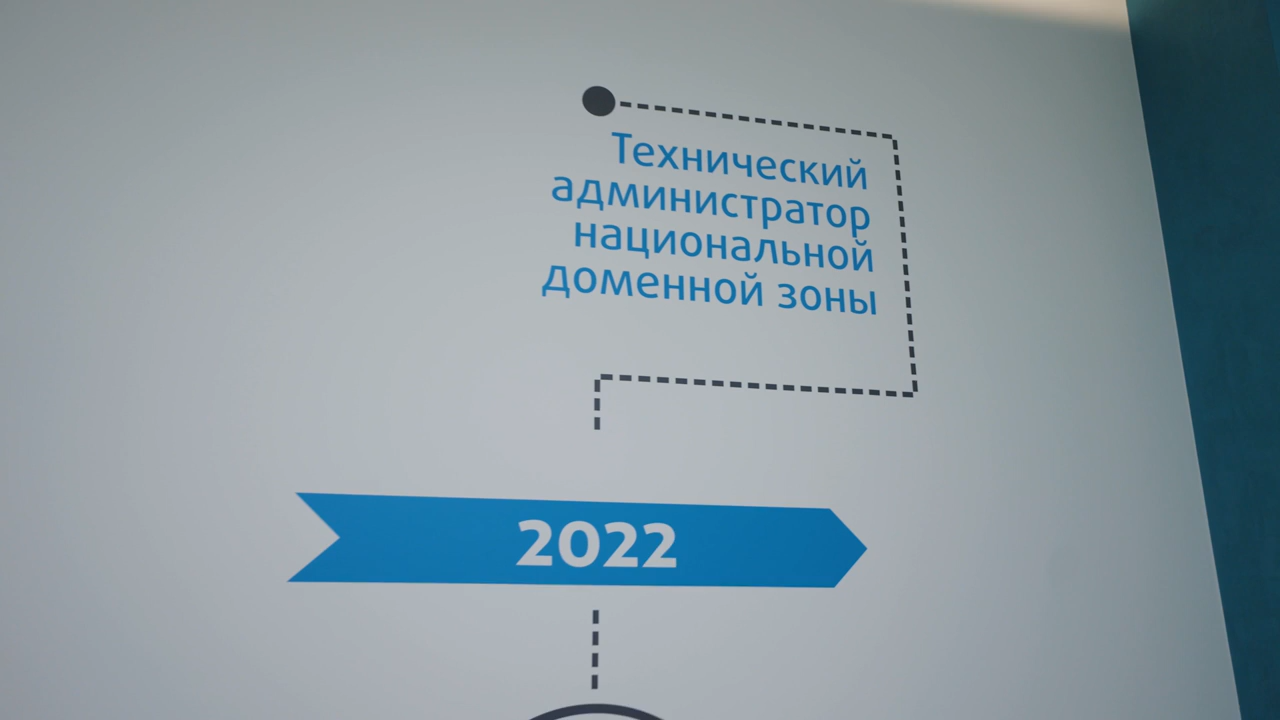 Технический
администратор
национальной
доменной зоны
2022